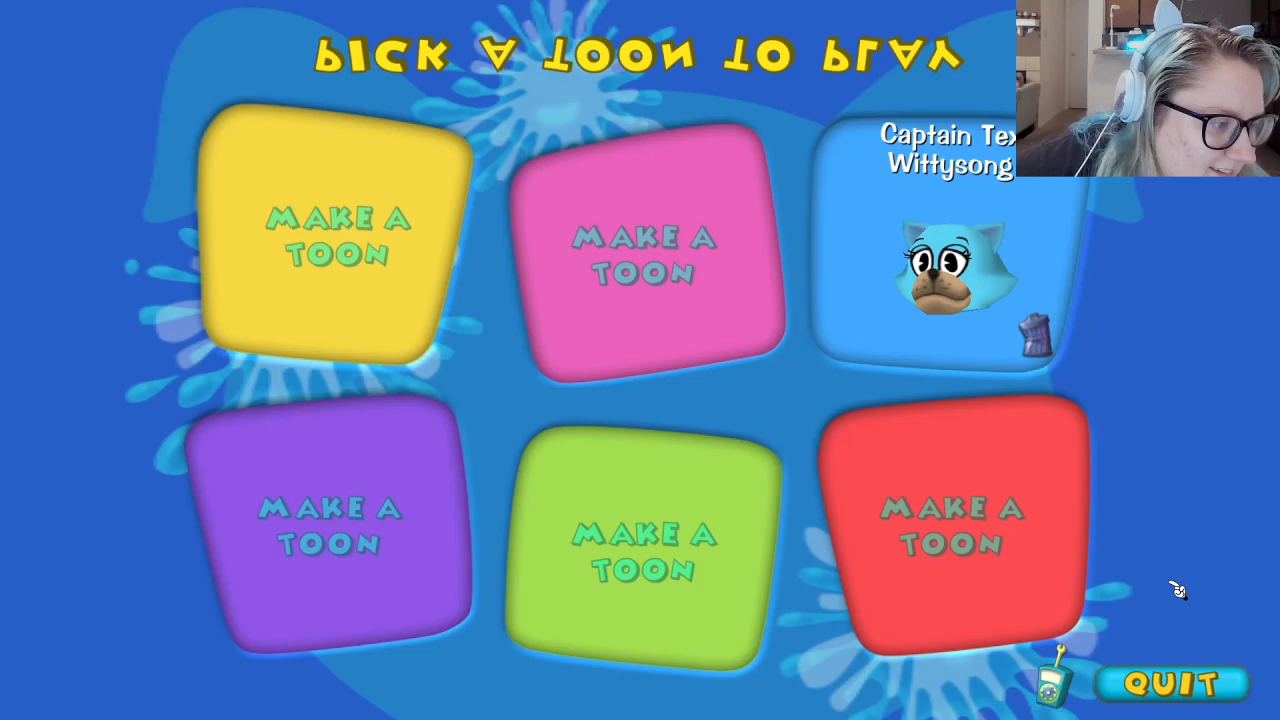 PICK A TOON TO PLAY
MAKE A
TOON
MAKE A
TOON
Captain Tex
Wittysong
MAKE A
TOON
MAKE A
TOON
MAKE A
TOON
QUIT